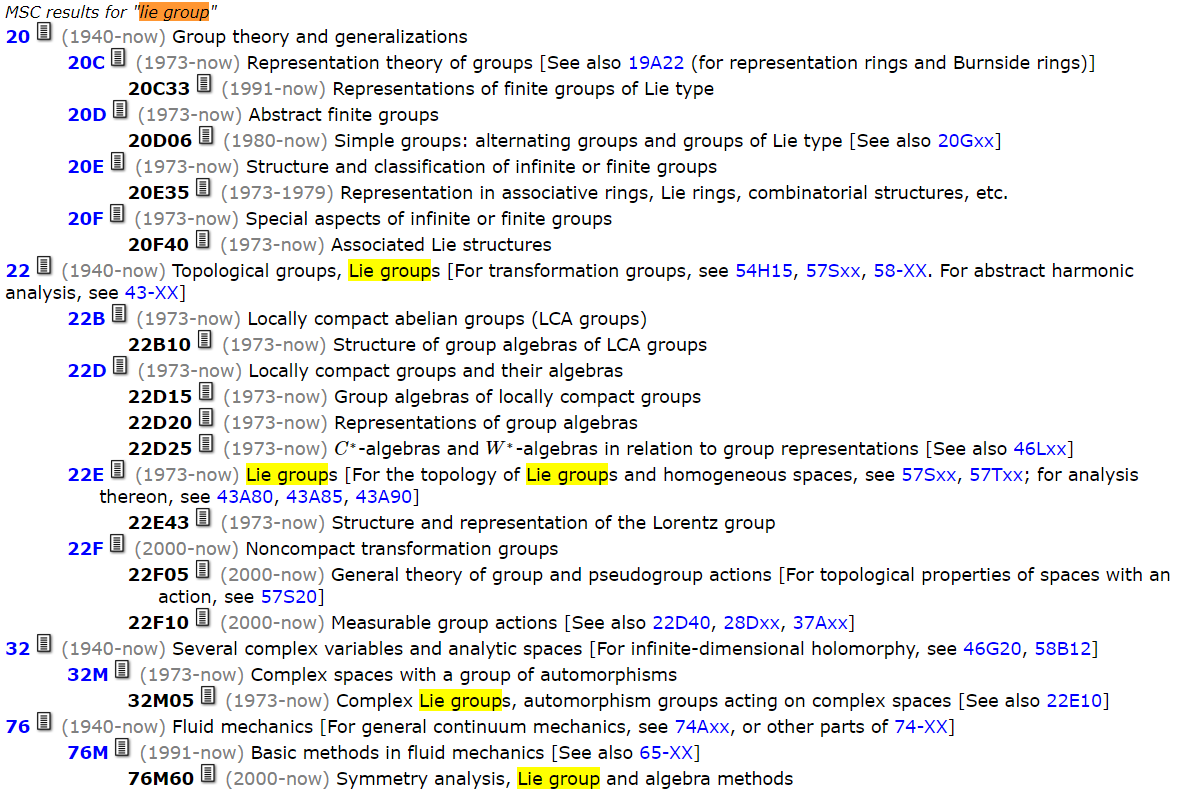 MSC results for "lie group"
20 (1940-now) Group theory and generalizations
20C (1973-now) Representation theory of groups [See also 19A22 (for representation rings and Burnside rings)]
20C33 (1991-now) Representations of finite groups of Lie type
20D (1973-now) Abstract finite groups
20D06 (1980-now) Simple groups: alternating groups and groups of Lie type [See also 20Gxx]
20E (1973-now) Structure and classification of infinite or finite groups
20E35 (1973-1979) Representation in associative rings, Lie rings, combinatorial structures, etc.
20F (1973-now) Special aspects of infinite or finite groups
20F40 (1973-now) Associated Lie structures
22 (1940-now) Topological groups, Lie groups [For transformation groups, see 54H15, 57Sxx, 58-XX. For abstract harmonic
analysis, see 43-XX]
22B (1973-now) Locally compact abelian groups (LCA groups)
22B10 (1973-now) Structure of group algebras of LCA groups
22D (1973-now) Locally compact groups and their algebras
22D15 (1973-now) Group algebras of locally compact groups
22D20 (1973-now) Representations of group algebras
22D25 (1973-now) C*-algebras and W*-algebras in relation to group representations [See also 46Lxx]
22E (1973-now) Lie groups [For the topology of Lie groups and homogeneous spaces, see 57Sxx, 57Txx; for analysis
thereon, see 43A80, 43A85, 43A90]
22E43 (1973-now) Structure and representation of the Lorentz group
22F (2000-now) Noncompact transformation groups
22F05 (2000-now) General theory of group and pseudogroup actions [For topological properties of spaces with an
action, see 57S20]
22F10 (2000-now) Measurable group actions [See also 22D40, 28Dxx, 37Axx]
32 (1940-now) Several complex variables and analytic spaces [For infinite-dimensional holomorphy, see 46G20, 58B12]
32M (1973-now) Complex spaces with a group of automorphisms
32M05 (1973-now) Complex Lie groups, automorphism groups acting on complex spaces [See also 22E10]
76 (1940-now) Fluid mechanics [For general continuum mechanics, see 74Axx, or other parts of 74-XX]
76M (1991-now) Basic methods in fluid mechanics [See also 65-XX]
76M60 (2000-now) Symmetry analysis, Lie group and algebra methods